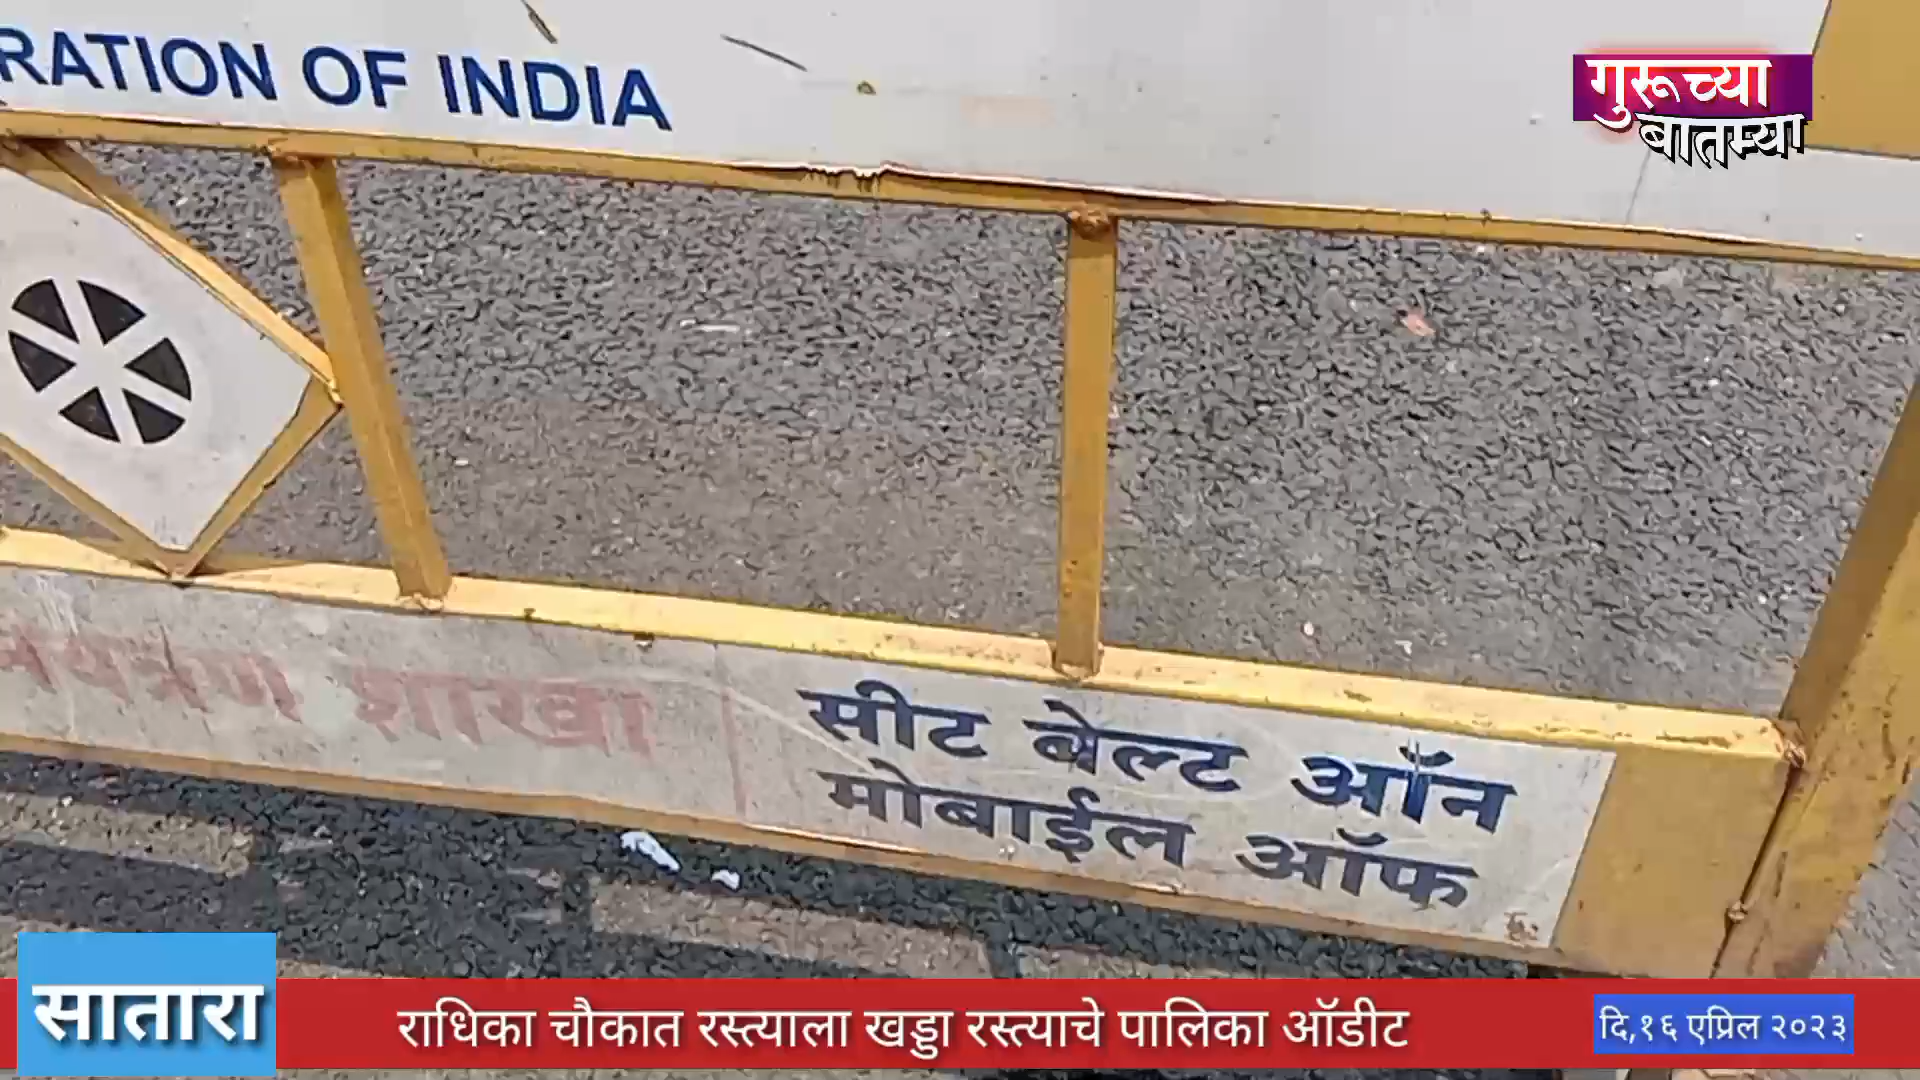 RATION OF INDIA
गुरूच्या
बातम्या
शाखा
सीट बेल्ट ऑन
मोबाईल ऑफ
सातारा
राधिका चौकात रस्त्याला खड्डा रस्त्याचे पालिका ऑडीट
दि,१६ एप्रिल २०२३